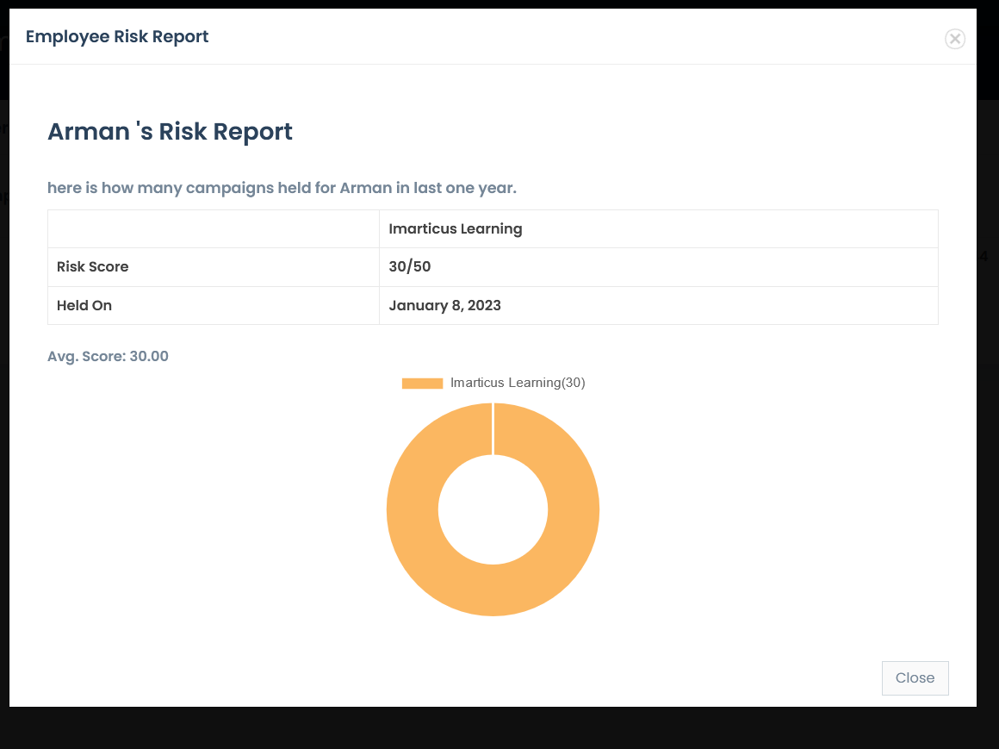 Employee Risk Report
Arman 's Risk Report
here is how many campaigns held for Arman in last one year.
Imarticus Learning
Risk Score 30/50
Held On January 8, 2023
Avg. Score: 30.00
Imarticus Learning(30)
Close